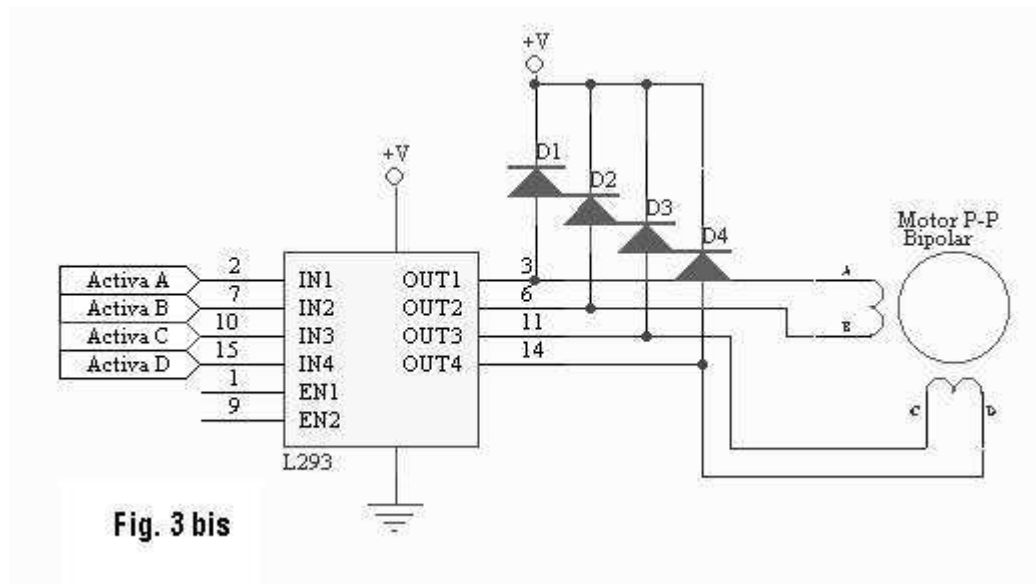 +V
+V
D1
D2
D3
D4
Motor P-P
Bipolar
Activa A 2 IN1 OUT1 3
Activa B 7 IN2 OUT2 6
Activa C 10 IN3 OUT3 11
Activa D 15 IN4 OUT4 14
1 EN1
9 EN2
L293
A
B
C
D
Fig. 3 bis